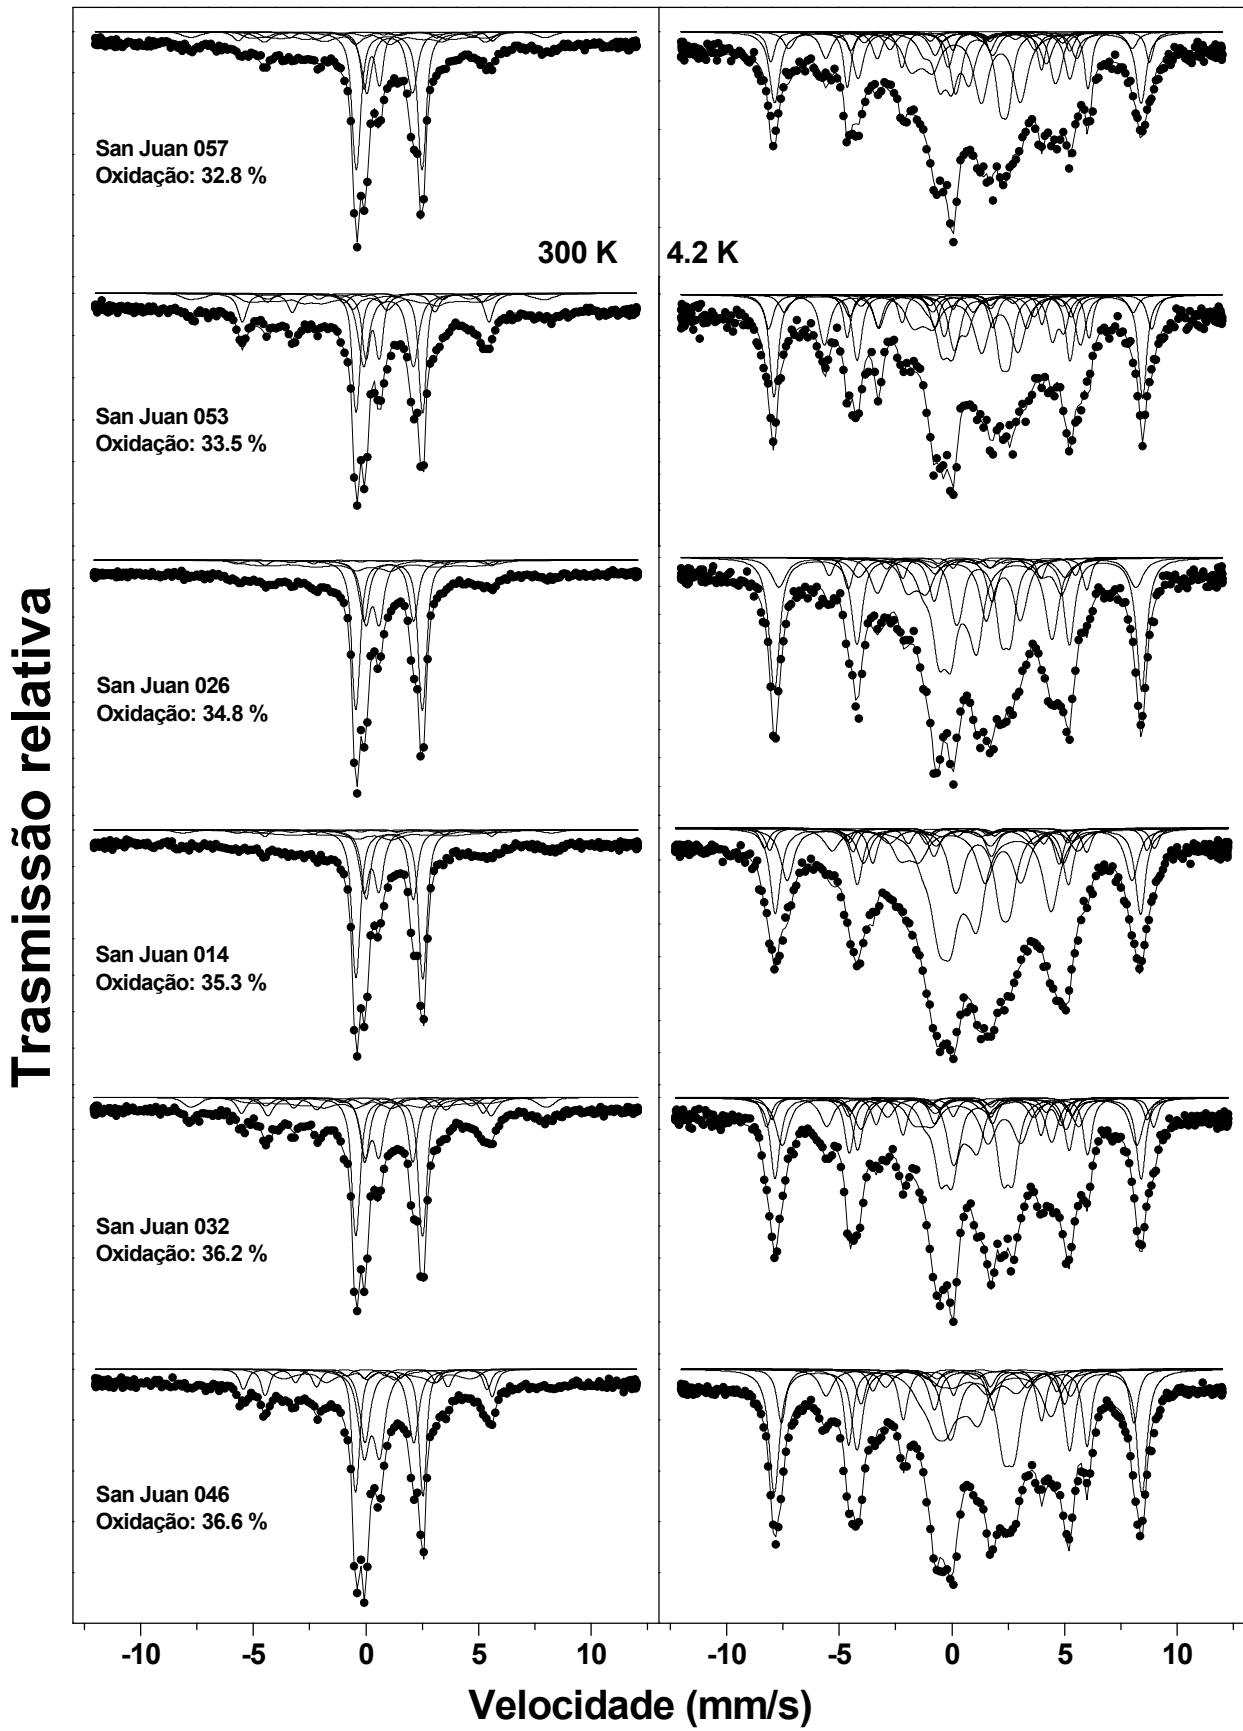 Trasmissão relativa
San Juan 057
Oxidação: 32.8 %
300 K
4.2 K
San Juan 053
Oxidação: 33.5 %
San Juan 026
Oxidação: 34.8 %
San Juan 014
Oxidação: 35.3 %
San Juan 032
Oxidação: 36.2 %
San Juan 046
Oxidação: 36.6 %
-10 -5 0 5 10
-10 -5 0 5 10
Velocidade (mm/s)